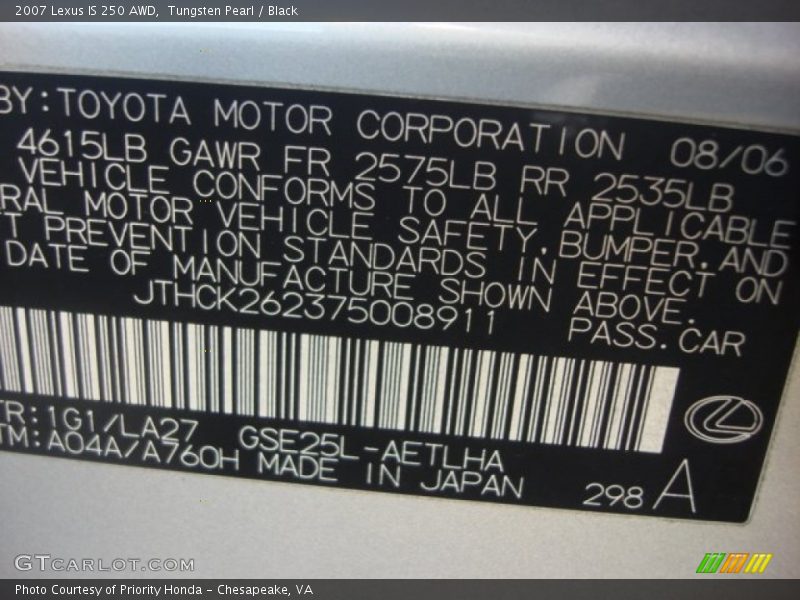 2007 Lexus IS 250 AWD, Tungsten Pearl / Black
BY: TOYOTA MOTOR CORPORATION 08/06
4615LB GAWR FR 2575LB RR 2535LB
VEHICLE CONFORMS TO ALL APPLICABLE
RAL MOTOR VEHICLE SAFETY, BUMPER, AND
T PREVENTION STANDARDS IN EFFECT ON
DATE OF MANUFACTURE SHOWN ABOVE.
JTHCK262375008911 PASS. CAR
TR: 1G1/LA27 GSE25L-AETLHA
TM: A04A/A760H MADE IN JAPAN 298 A
GTCARLOT.COM
Photo Courtesy of Priority Honda – Chesapeake, VA